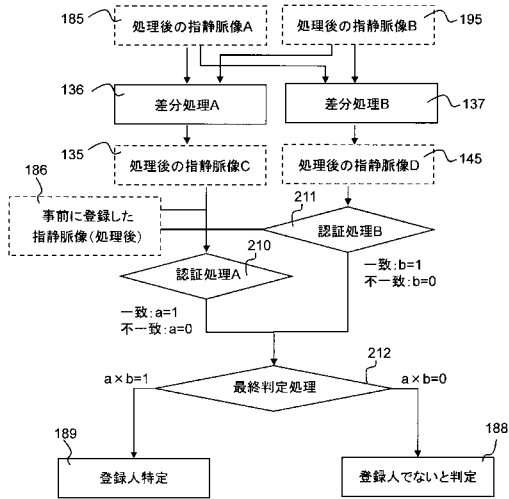 185
処理後の指静脈像A
処理後の指静脈像B
195
136
差分処理A
差分処理B
137
135
処理後の指静脈像C
処理後の指静脈像D
145
186
事前に登録した
指静脈像(処理後)
211
認証処理B
210
認証処理A
一致:b=1
不一致:b=0
一致:a=1
不一致:a=0
212
最終判定処理
a×b=1
a×b=0
189
登録人特定
188
登録人でないと判定